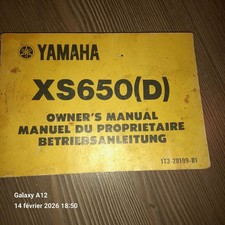 YAMAHA
XS650(D)
OWNER'S MANUAL
MANUEL DU PROPRIETAIRE
BETRIEBSANLEITUNG
1T3-28199-81
Galaxy A12
14 février 2026 18:50